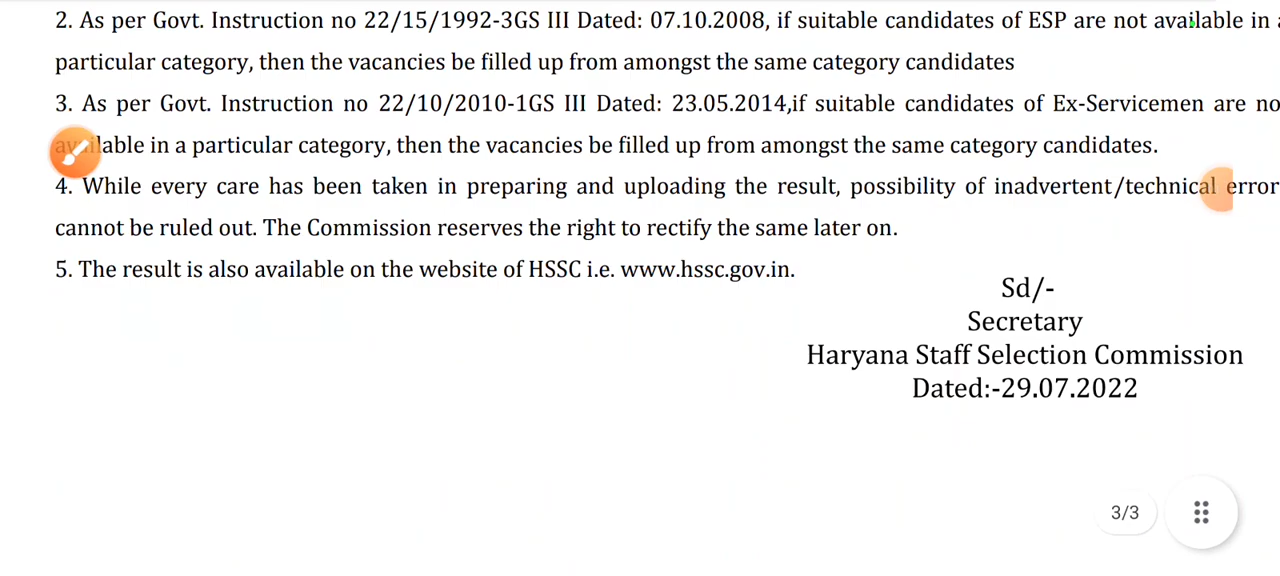 2. As per Govt. Instruction no 22/15/1992-3GS III Dated: 07.10.2008, if suitable candidates of ESP are not available in
particular category, then the vacancies be filled up from amongst the same category candidates
3. As per Govt. Instruction no 22/10/2010-1GS III Dated: 23.05.2014,if suitable candidates of Ex-Servicemen are no
available in a particular category, then the vacancies be filled up from amongst the same category candidates.
4. While every care has been taken in preparing and uploading the result, possibility of inadvertent/technical error
cannot be ruled out. The Commission reserves the right to rectify the same later on.
5. The result is also available on the website of HSSC i.e. www.hssc.gov.in.
Sd/-
Secretary
Haryana Staff Selection Commission
Dated:-29.07.2022
3/3